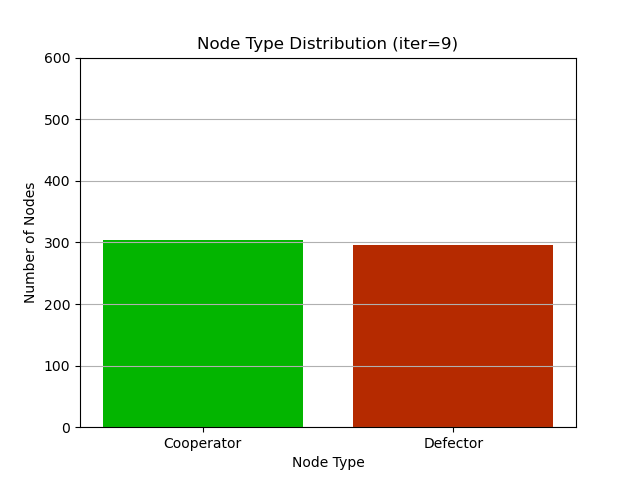 Node Type Distribution (iter=9)
600
500
400
300
200
100
0
Number of Nodes
Cooperator
Defector
Node Type